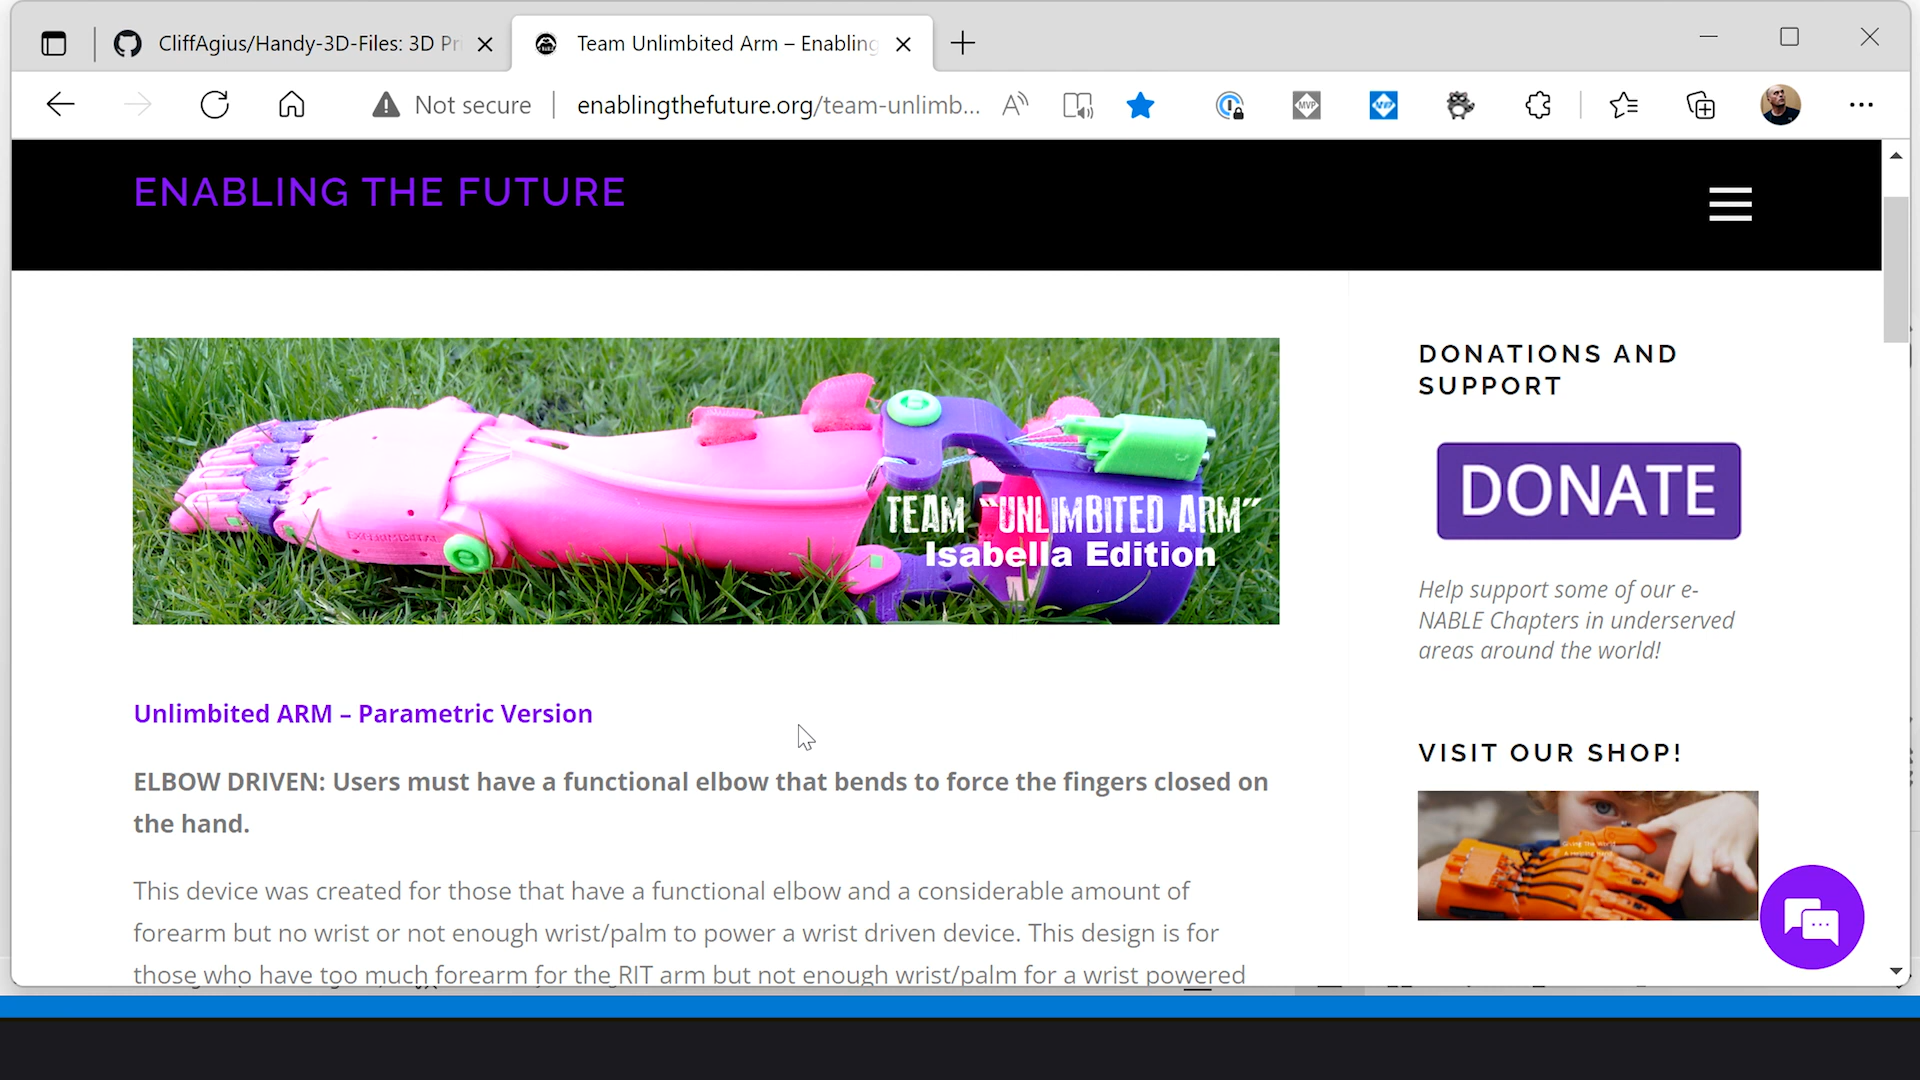 CliffAgius/Handy-3D-Files: 3D Pr
Team Unlimbited Arm – Enabling
Not secure
enablingthefuture.org/team-unlimb...
MVP
ENABLING THE FUTURE
TEAM "UNLIMBITED ARM"
Isabella Edition
Unlimbited ARM – Parametric Version
ELBOW DRIVEN: Users must have a functional elbow that bends to force the fingers closed on
the hand.
This device was created for those that have a functional elbow and a considerable amount of
forearm but no wrist or not enough wrist/palm to power a wrist driven device. This design is for
those who have too much forearm for the RIT arm but not enough wrist/palm for a wrist powered
DONATIONS AND
SUPPORT
DONATE
Help support some of our e-
NABLE Chapters in underserved
areas around the world!
VISIT OUR SHOP!
Giving The World
A Helping Hand